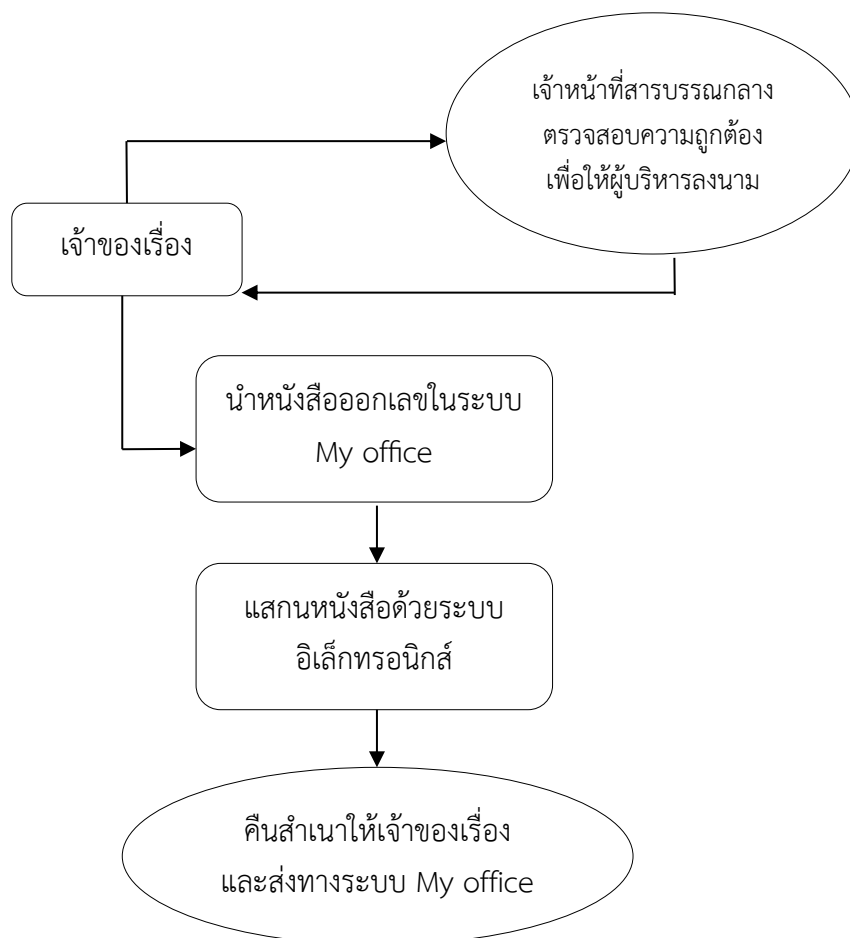 เจ้าหน้าที่สารบรรณกลาง
ตรวจสอบความถูกต้อง
เพื่อให้ผู้บริหารลงนาม
เจ้าของเรื่อง
นำหนังสือออกเลขในระบบ
My office
แสกนหนังสือด้วยระบบ
อิเล็กทรอนิกส์
คืนสำเนาให้เจ้าของเรื่อง
และส่งทางระบบ My office